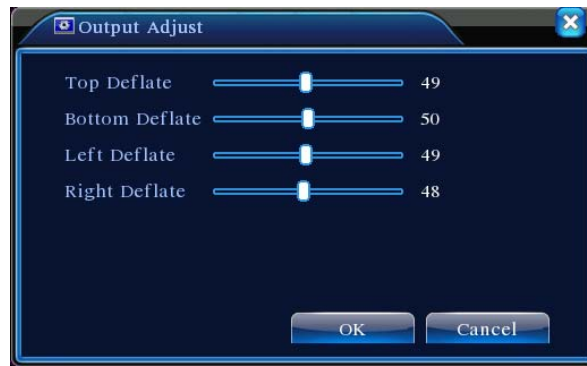 Output Adjust
Top Deflate 49
Bottom Deflate 50
Left Deflate 49
Right Deflate 48
OK Cancel